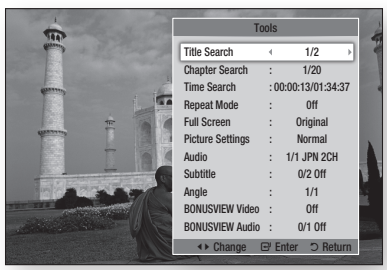 Tools
Title Search 1/2
Chapter Search : 1/20
Time Search : 00:00:13/01:34:37
Repeat Mode : Off
Full Screen : Original
Picture Settings : Normal
Audio : 1/1 JPN 2CH
Subtitle : 0/2 Off
Angle : 1/1
BONUSVIEW Video : Off
BONUSVIEW Audio : 0/1 Off
Change Enter Return